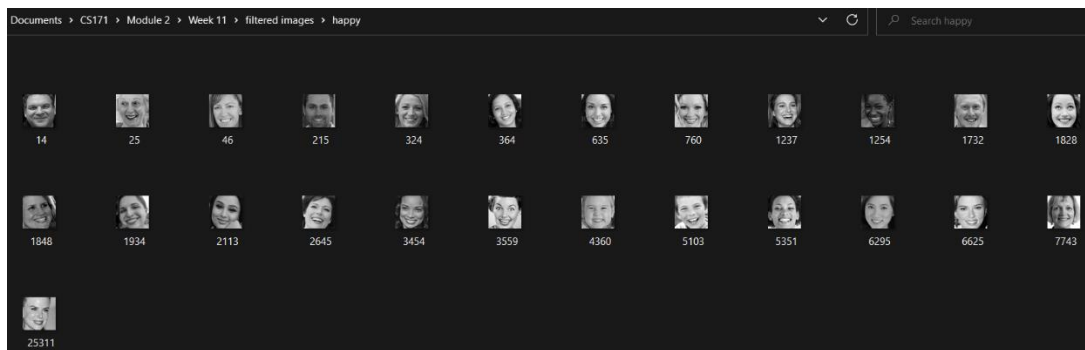 Documents > CS171 > Module 2 > Week 11 > filtered images > happy Search happy
14 25 46 215 324 364 635 760 1237 1254 1732 1828
1848 1934 2113 2645 3454 3559 4360 5103 5351 6295 6625 7743
25311